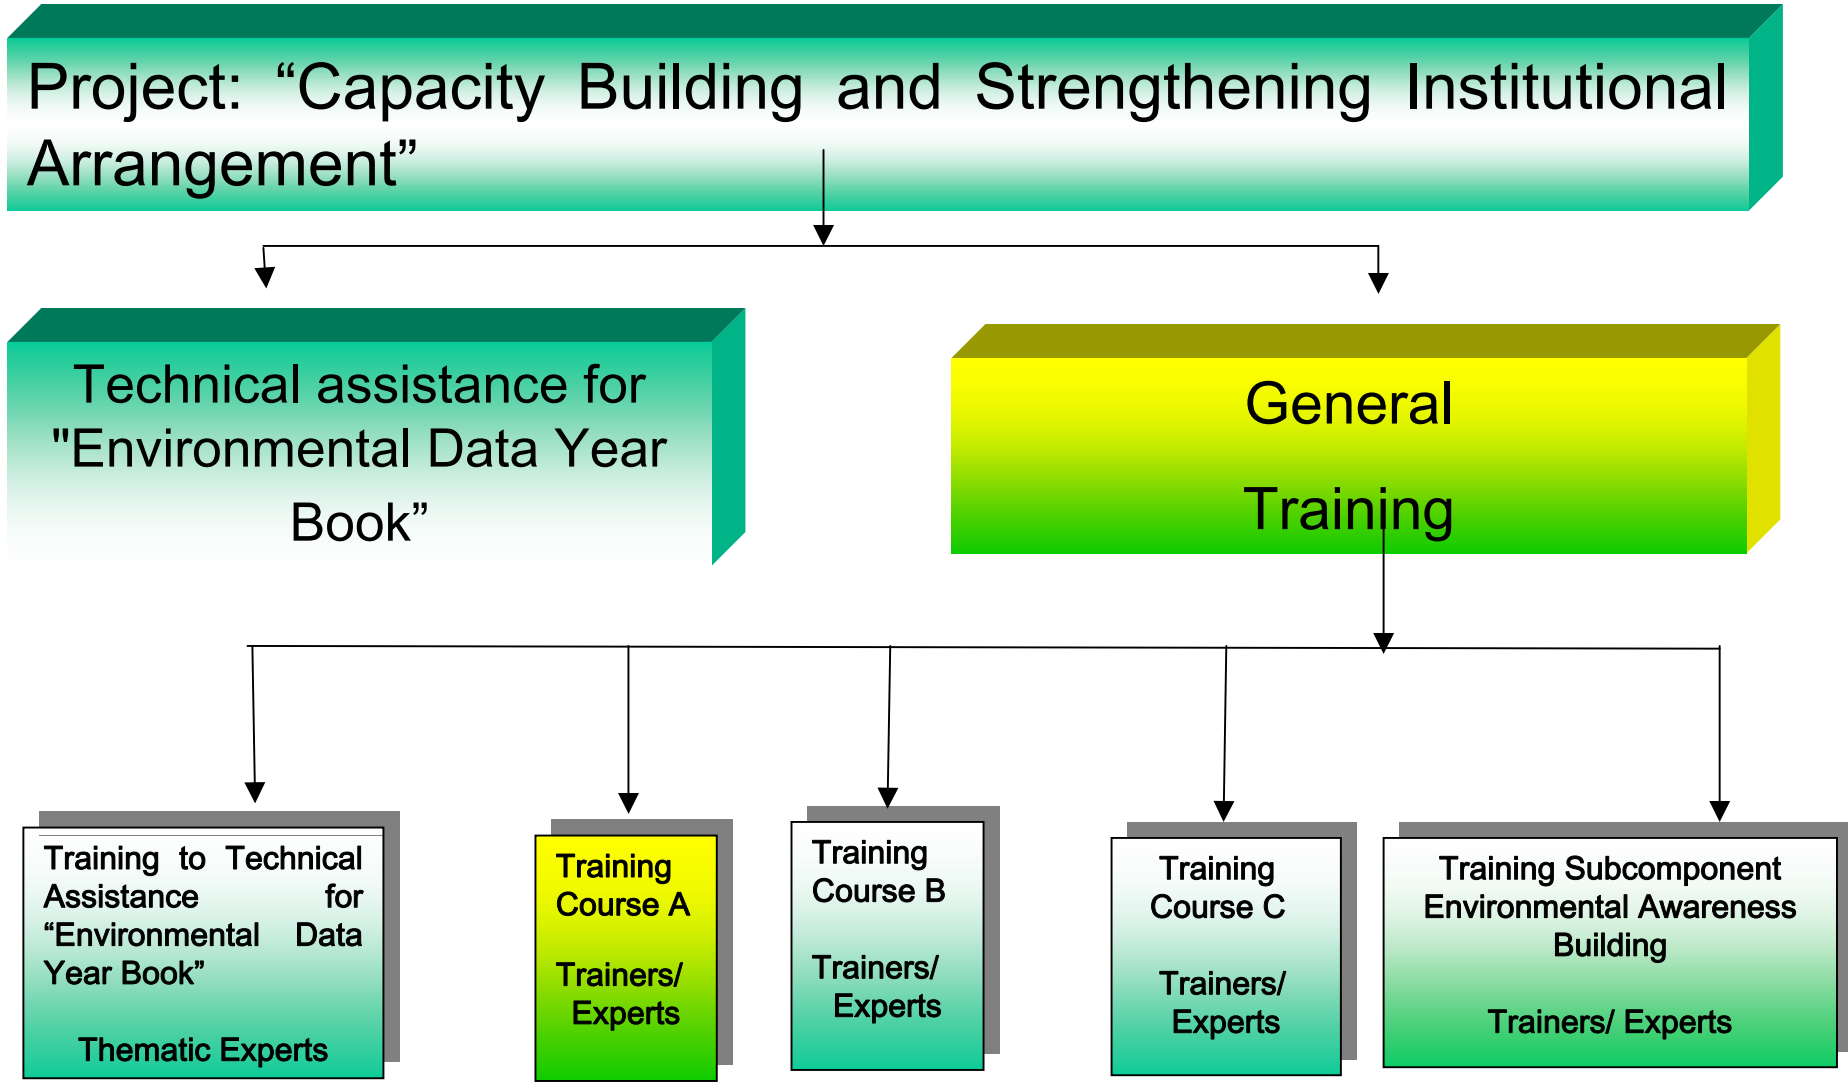 Project: “Capacity Building and Strengthening Institutional
Arrangement”
Technical assistance for
"Environmental Data Year
Book”
General
Training
Training to Technical
Assistance for
“Environmental Data
Year Book”
Thematic Experts
Training
Course A
Trainers/
Experts
Training
Course B
Trainers/
Experts
Training
Course C
Trainers/
Experts
Training Subcomponent
Environmental Awareness
Building
Trainers/ Experts